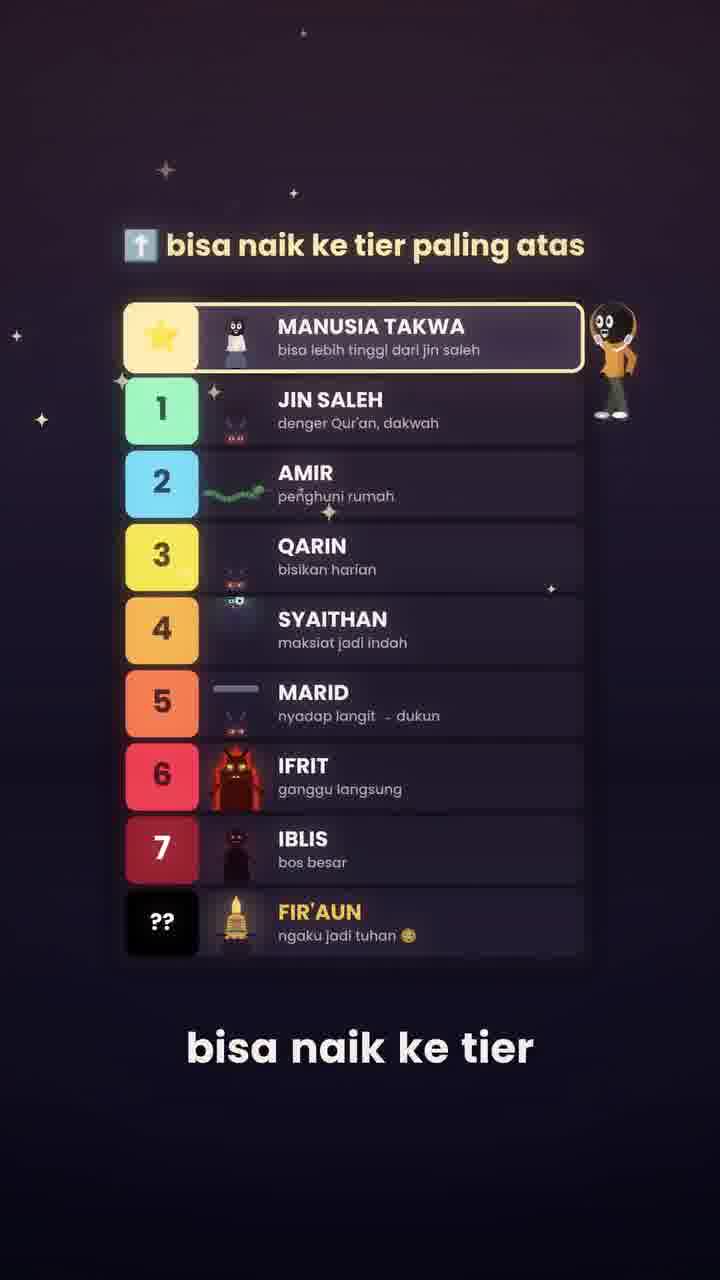 bisa naik ke tier paling atas
MANUSIA TAKWA
bisa lebih tinggi dari jin saleh
1
JIN SALEH
denger Qur'an, dakwah
2
AMIR
penghuni rumah
3
QARIN
bisikan harian
4
SYAITHAN
maksiat jadi indah
5
MARID
nyadap langit → dukun
6
IFRIT
ganggu langsung
7
IBLIS
bos besar
??
FIR'AUN
ngaku jadi tuhan
bisa naik ke tier